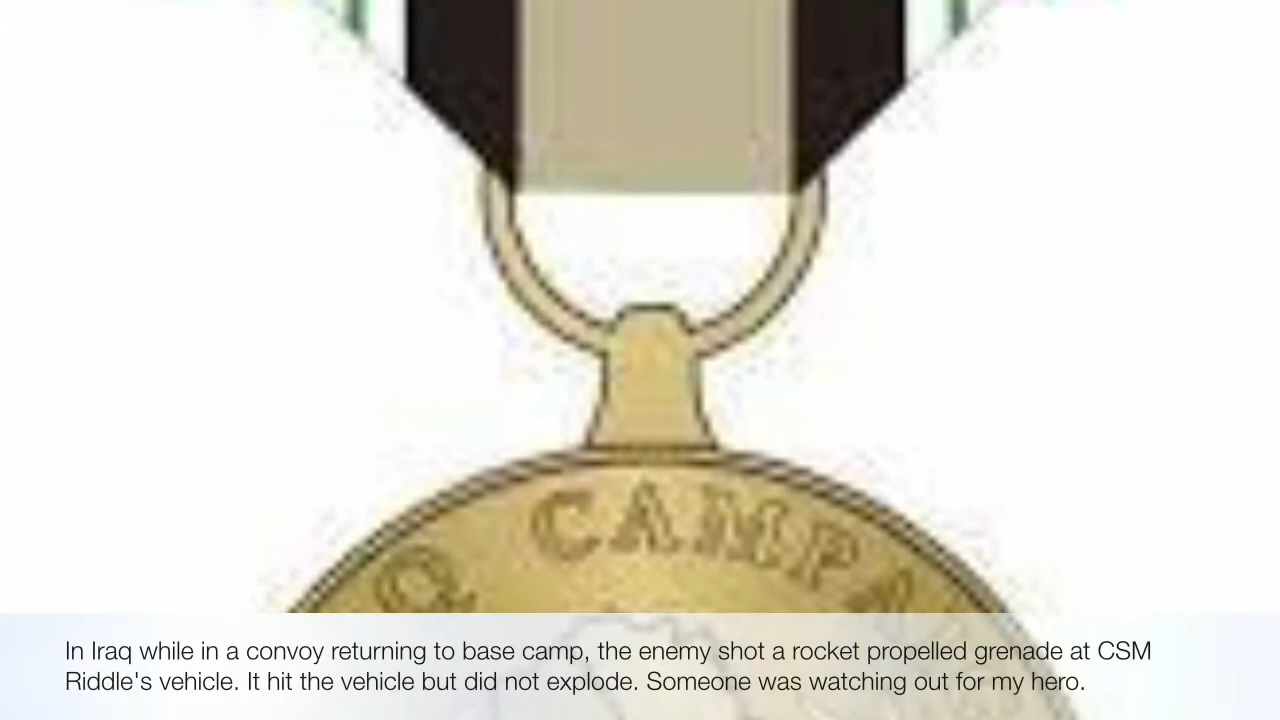 Q CAMPA
In Iraq while in a convoy returning to base camp, the enemy shot a rocket propelled grenade at CSM
Riddle's vehicle. It hit the vehicle but did not explode. Someone was watching out for my hero.